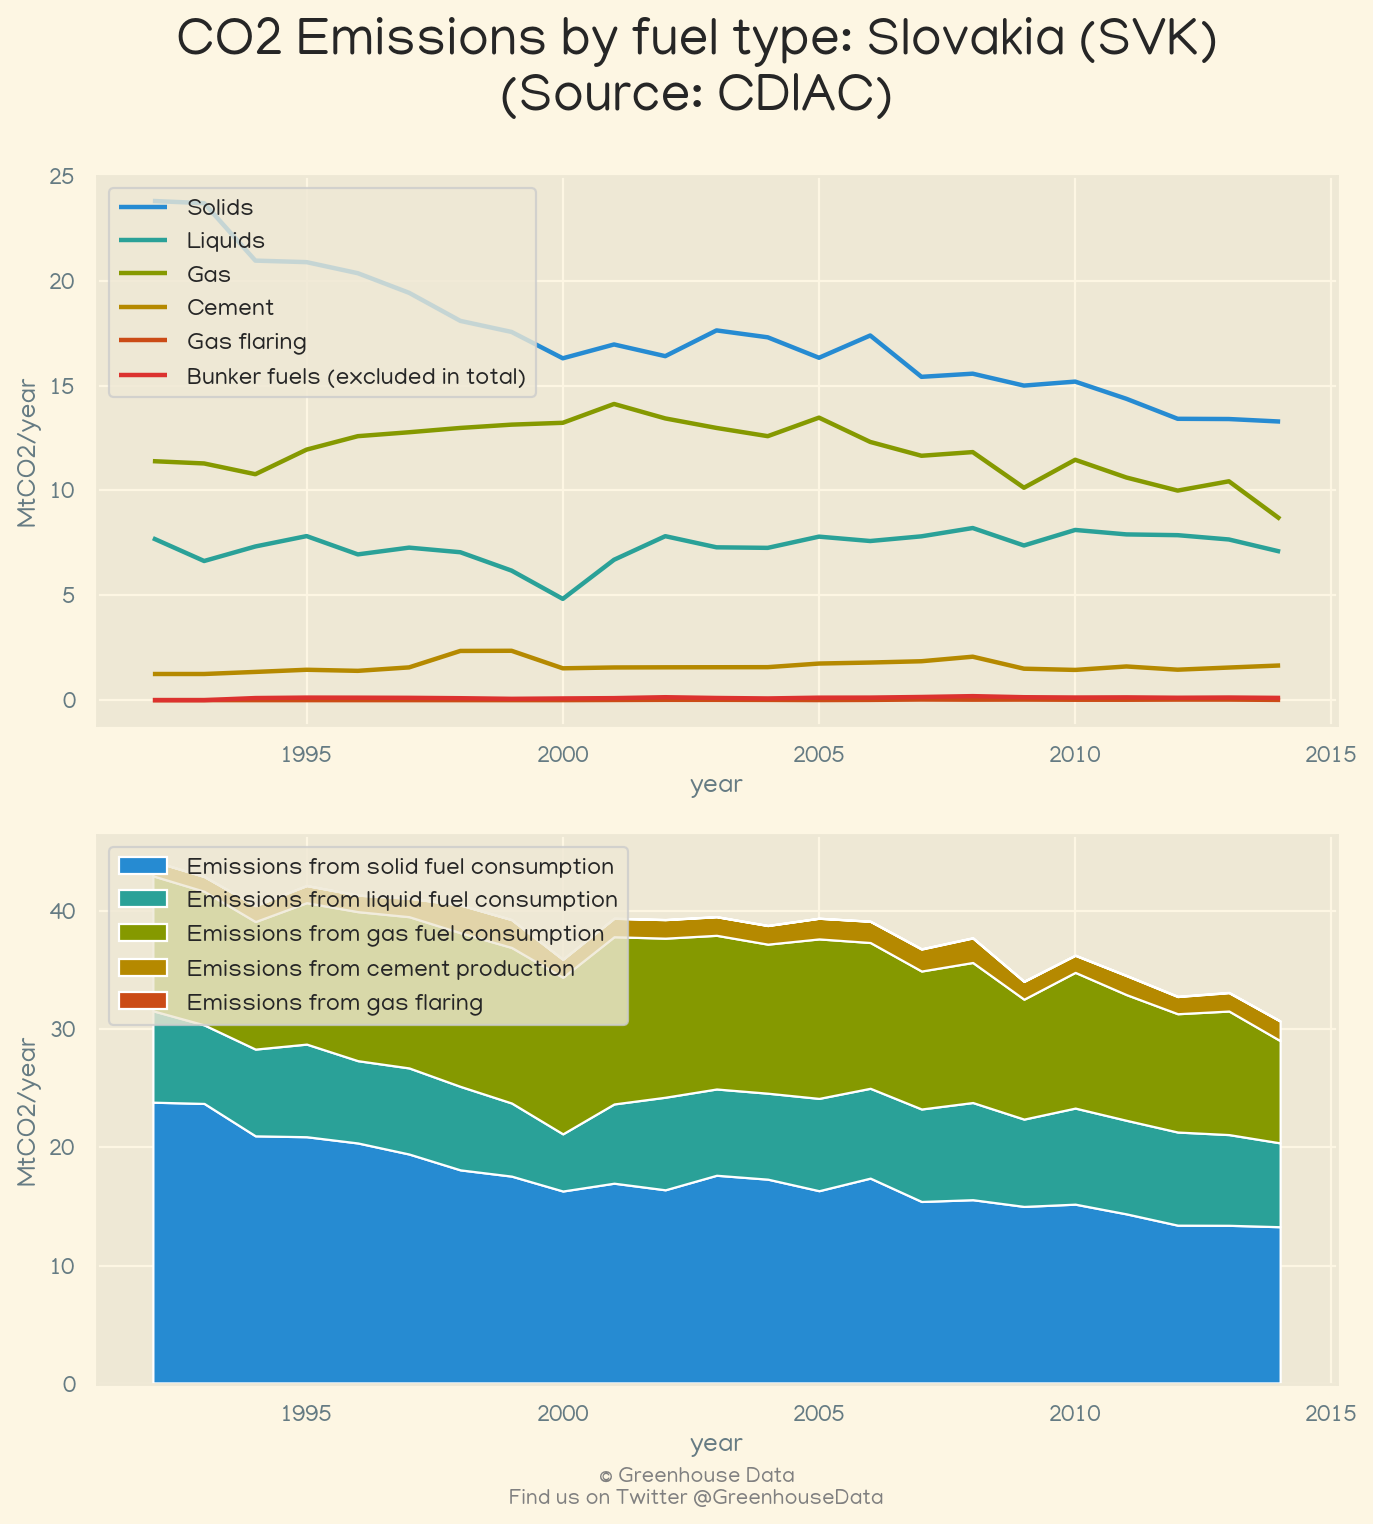 CO2 Emissions by fuel type: Slovakia (SVK)
(Source: CDIAC)
25
20
15
10
5
0
MtCO2/year
Solids
Liquids
Gas
Cement
Gas flaring
Bunker fuels (excluded in total)
1995 2000 2005 2010 2015
year
40
30
20
10
0
MtCO2/year
Emissions from solid fuel consumption
Emissions from liquid fuel consumption
Emissions from gas fuel consumption
Emissions from cement production
Emissions from gas flaring
1995 2000 2005 2010 2015
year
© Greenhouse Data
Find us on Twitter @GreenhouseData